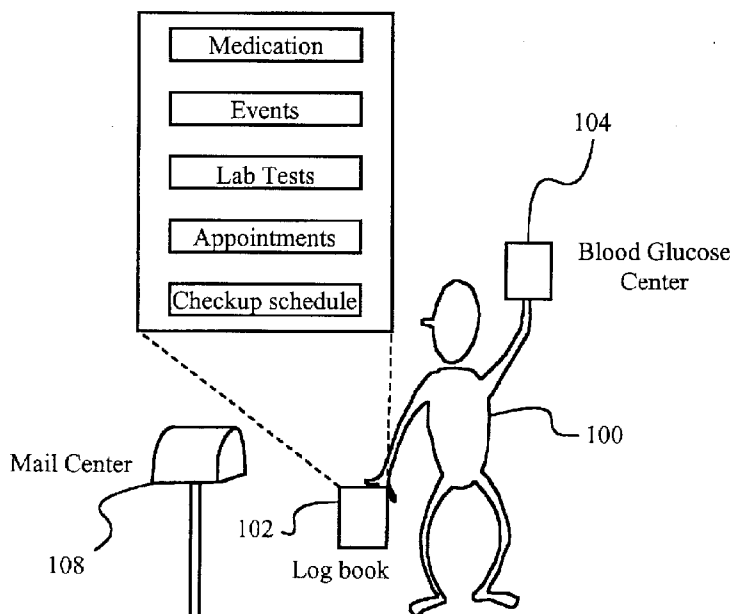 Medication
Events
Lab Tests
Appointments
Checkup schedule
104
Blood Glucose
Center
100
Mail Center
108
102
Log book